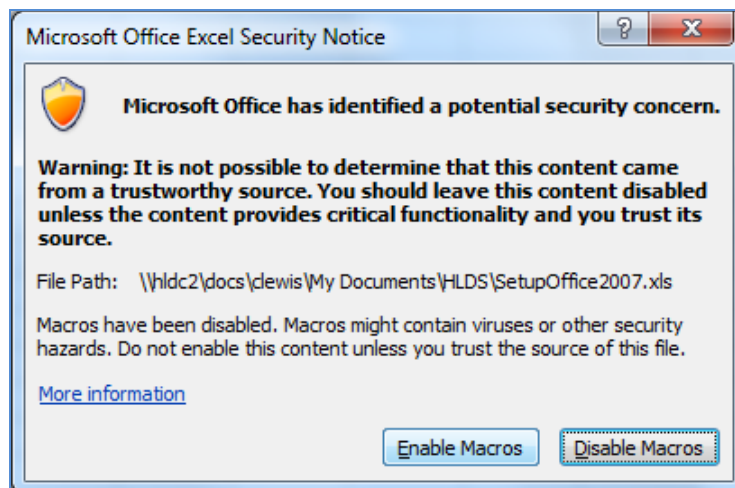 Microsoft Office Excel Security Notice
Microsoft Office has identified a potential security concern.
Warning: It is not possible to determine that this content came
from a trustworthy source. You should leave this content disabled
unless the content provides critical functionality and you trust its
source.
File Path: \\hldc2\docs\clewis\My Documents\HLDS\SetupOffice2007.xls
Macros have been disabled. Macros might contain viruses or other security
hazards. Do not enable this content unless you trust the source of this file.
More information
Enable Macros Disable Macros